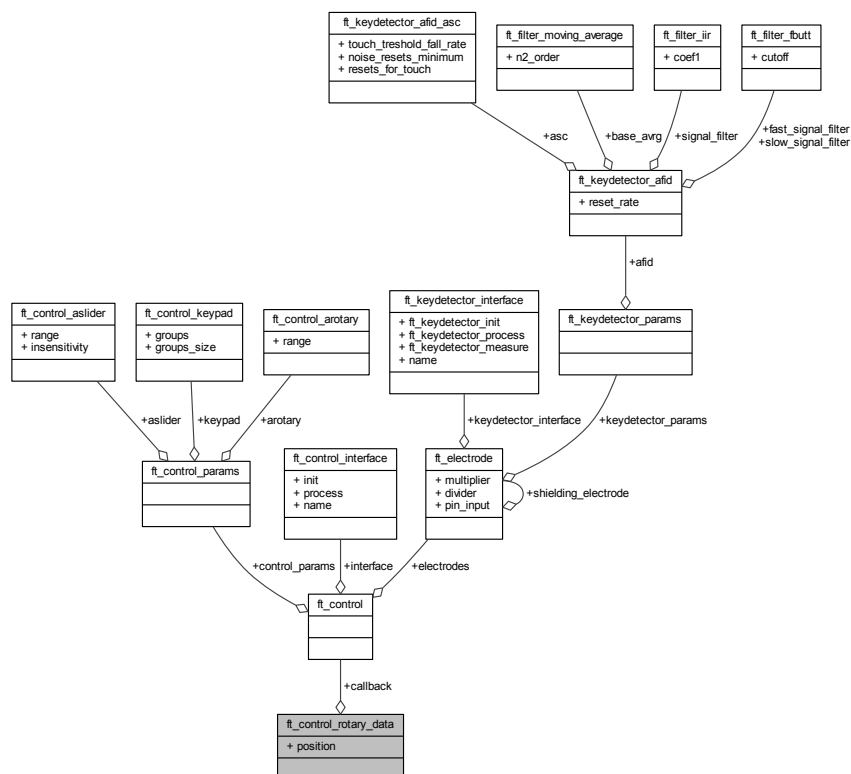 ft_keydetector_afid_asc
+ touch_treshold_fall_rate
+ noise_resets_minimum
+ resets_for_touch
ft_filter_moving_average
+ n2_order
ft_filter_iir
+ coef1
ft_filter_fbutt
+ cutoff
+asc
+base_avrg
+signal_filter
+fast_signal_filter
+slow_signal_filter
ft_keydetector_afid
+ reset_rate
+afid
ft_control_aslider
+ range
+ insensitivity
ft_control_keypad
+ groups
+ groups_size
ft_control_arotary
+ range
ft_keydetector_interface
+ ft_keydetector_init
+ ft_keydetector_process
+ ft_keydetector_measure
+ name
ft_keydetector_params
+aslider
+keypad
+arotary
+keydetector_interface
+keydetector_params
ft_control_params
ft_control_interface
+ init
+ process
+ name
ft_electrode
+ multiplier
+ divider
+ pin_input
+shielding_electrode
+control_params
+interface
+electrodes
ft_control
+callback
ft_control_rotary_data
+ position